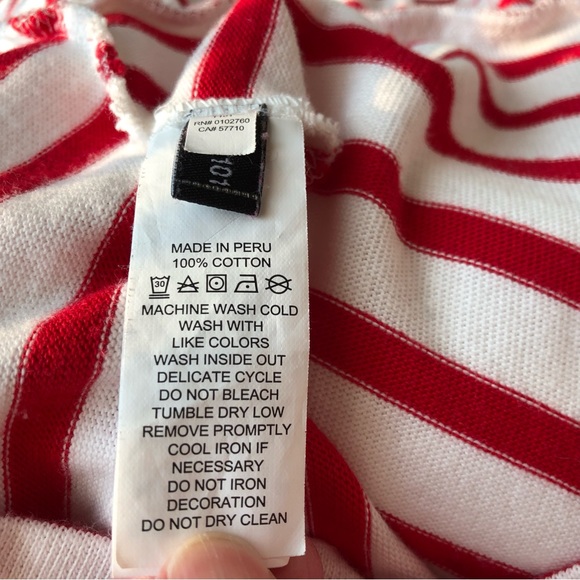 RN# 0102760
CA# 57710
101
MADE IN PERU
100% COTTON
30
MACHINE WASH COLD
WASH WITH
LIKE COLORS
WASH INSIDE OUT
DELICATE CYCLE
DO NOT BLEACH
TUMBLE DRY LOW
REMOVE PROMPTLY
COOL IRON IF
NECESSARY
DO NOT IRON
DECORATION
DO NOT DRY CLEAN